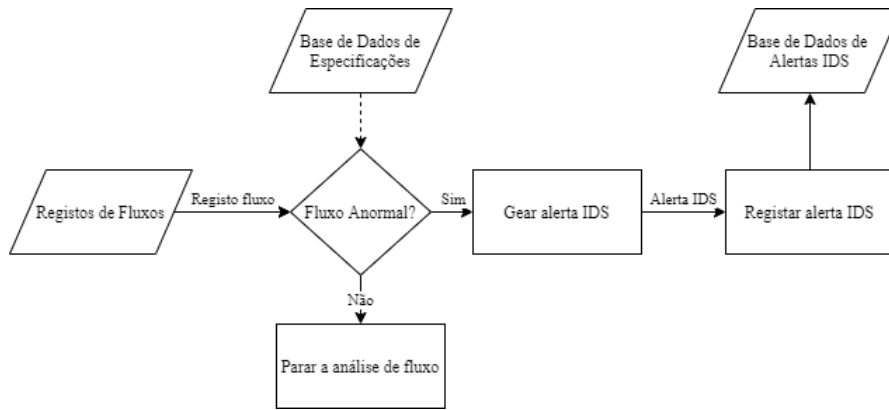 Base de Dados de
Especificações
Base de Dados de
Alertas IDS
Registos de Fluxos
Registo fluxo
Fluxo Anormal?
Sim
Gear alerta IDS
Alerta IDS
Registar alerta IDS
Não
Parar a análise de fluxo